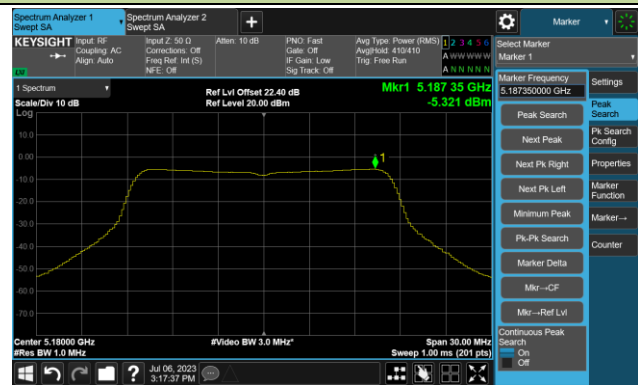 Spectrum Analyzer 1
Swept SA
Spectrum Analyzer 2
Swept SA
+
Marker
KEYSIGHT
Input: RF
Coupling: AC
Align: Auto
Input Z: 50 Ω
Corrections: Off
Freq Ref: Int (S)
NFE: Off
Atten: 10 dB
PNO: Fast
Gate: Off
IF Gain: Low
Sig Track: Off
Avg Type: Power (RMS)
Avg|Hold: 410/410
Trig: Free Run
1 2 3 4 5 6
A W W W W W
A N N N N N
Select Marker
Marker 1
1 Spectrum
Scale/Div 10 dB
Ref Lvl Offset 22.40 dB
Ref Level 20.00 dBm
Mkr1 5.187 35 GHz
-5.321 dBm
Log
10.0
0.00
-10.0
-20.0
-30.0
-40.0
-50.0
-60.0
-70.0
1
Center 5.18000 GHz
#Res BW 1.0 MHz
#Video BW 3.0 MHz*
Span 30.00 MHz
Sweep 1.00 ms (201 pts)
Marker Frequency
5.187350000 GHz
Peak Search
Next Peak
Next Pk Right
Next Pk Left
Minimum Peak
Pk-Pk Search
Marker Delta
Mkr→CF
Mkr→Ref Lvl
Continuous Peak
Search
On
Off
Settings
Peak
Search
Pk Search
Config
Properties
Marker
Function
Marker→
Counter
?
Jul 06, 2023
3:17:37 PM